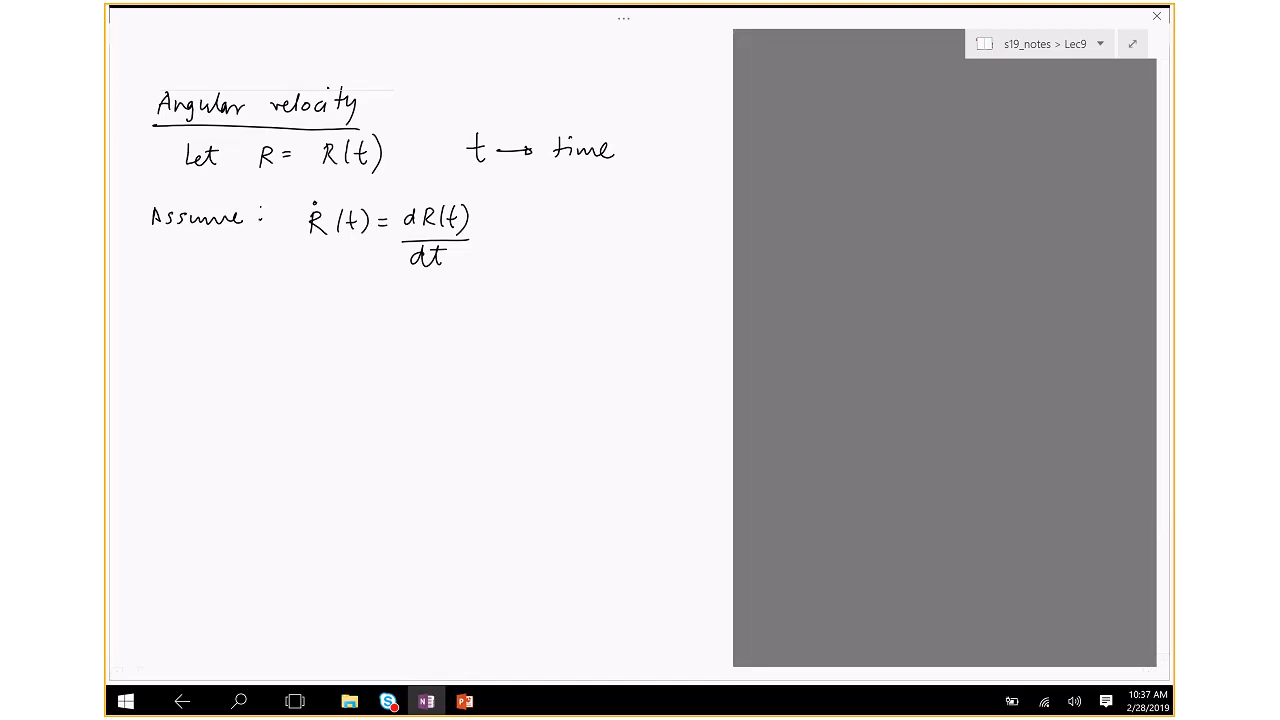 ...
s19_notes > Lec9
Angular velocity
Let R = R(t) t → time
Assume : Ṙ(t) = dR(t)
dt
10:37 AM
2/28/2019